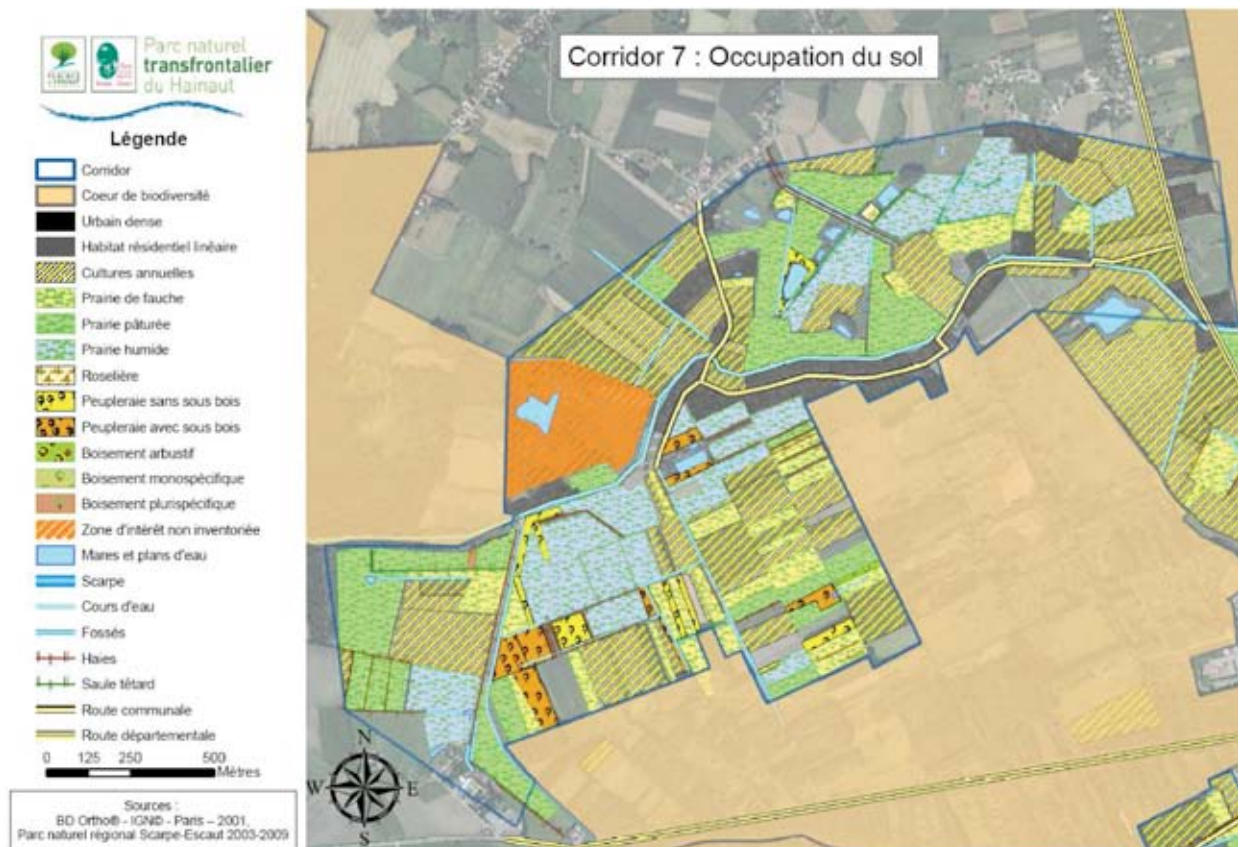 Parc naturel
transfrontalier
du Hainaut
Corridor 7 : Occupation du sol
Légende
Corridor
Coeur de biodiversité
Urbain dense
Habitat résidentiel linéaire
Cultures annuelles
Prairie de fauche
Prairie pâturée
Prairie humide
Roselière
Peupleraie sans sous bois
Peupleraie avec sous bois
Boisement arbustif
Boisement monospécifique
Boisement plurispécifique
Zone d'intérêt non inventoriée
Mares et plans d'eau
Scarpe
Cours d'eau
Fossés
Haies
Saule têtard
Route communale
Route départementale
0 125 250 500
Mètres
N
W E
S
Sources :
BD Ortho® - IGN© - Paris – 2001,
Parc naturel régional Scarpe-Escaut 2003-2009